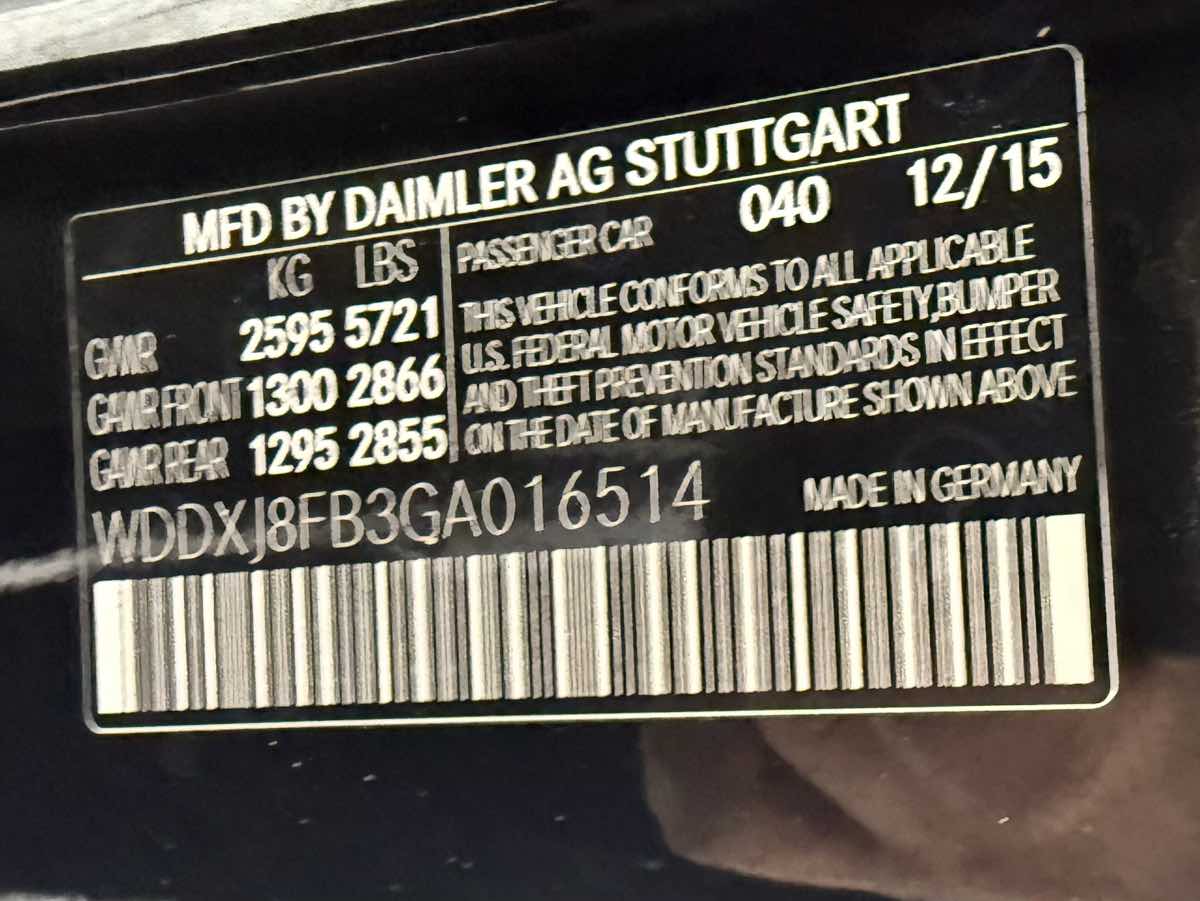 MFD BY DAIMLER AG STUTTGART
KG LBS
GVWR 2595 5721
GAWR FRONT 1300 2866
GAWR REAR 1295 2855
PASSENGER CAR 040 12/15
THIS VEHICLE CONFORMS TO ALL APPLICABLE
U.S. FEDERAL MOTOR VEHICLE SAFETY,BUMPER
AND THEFT PREVENTION STANDARDS IN EFFECT
ON THE DATE OF MANUFACTURE SHOWN ABOVE
WDDXJ8FB3GA016514
MADE IN GERMANY